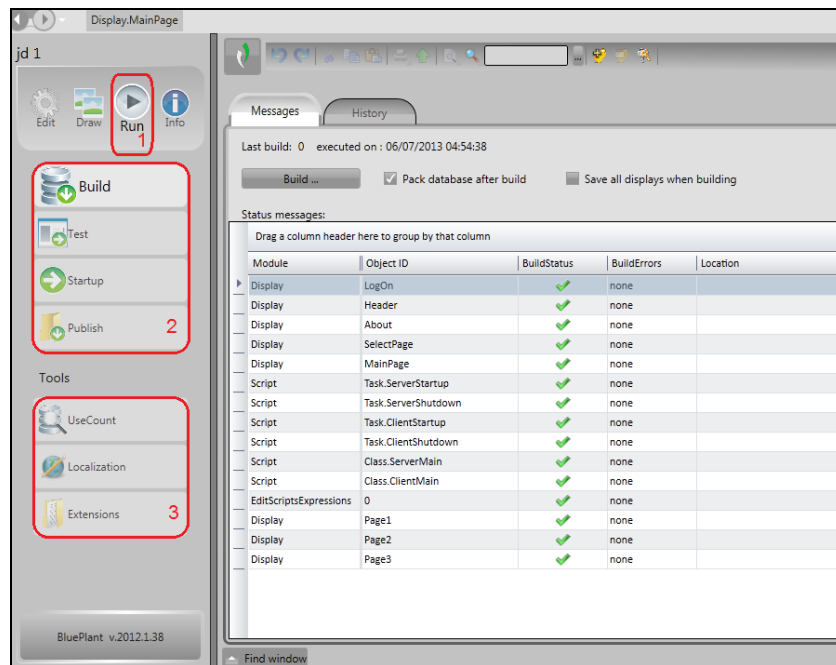 Display.MainPage
jd 1
Edit Draw Run Info
1
Build
Test
Startup
Publish 2
Tools
UseCount
Localization
Extensions 3
BluePlant v.2012.1.38
...
Messages History
Last build: 0 executed on : 06/07/2013 04:54:38
Build ... Pack database after build Save all displays when building
Status messages:
Drag a column header here to group by that column
Module Object ID BuildStatus BuildErrors Location
Display LogOn none
Display Header none
Display About none
Display SelectPage none
Display MainPage none
Script Task.ServerStartup none
Script Task.ServerShutdown none
Script Task.ClientStartup none
Script Task.ClientShutdown none
Script Class.ServerMain none
Script Class.ClientMain none
EditScriptsExpressions 0 none
Display Page1 none
Display Page2 none
Display Page3 none
Find window